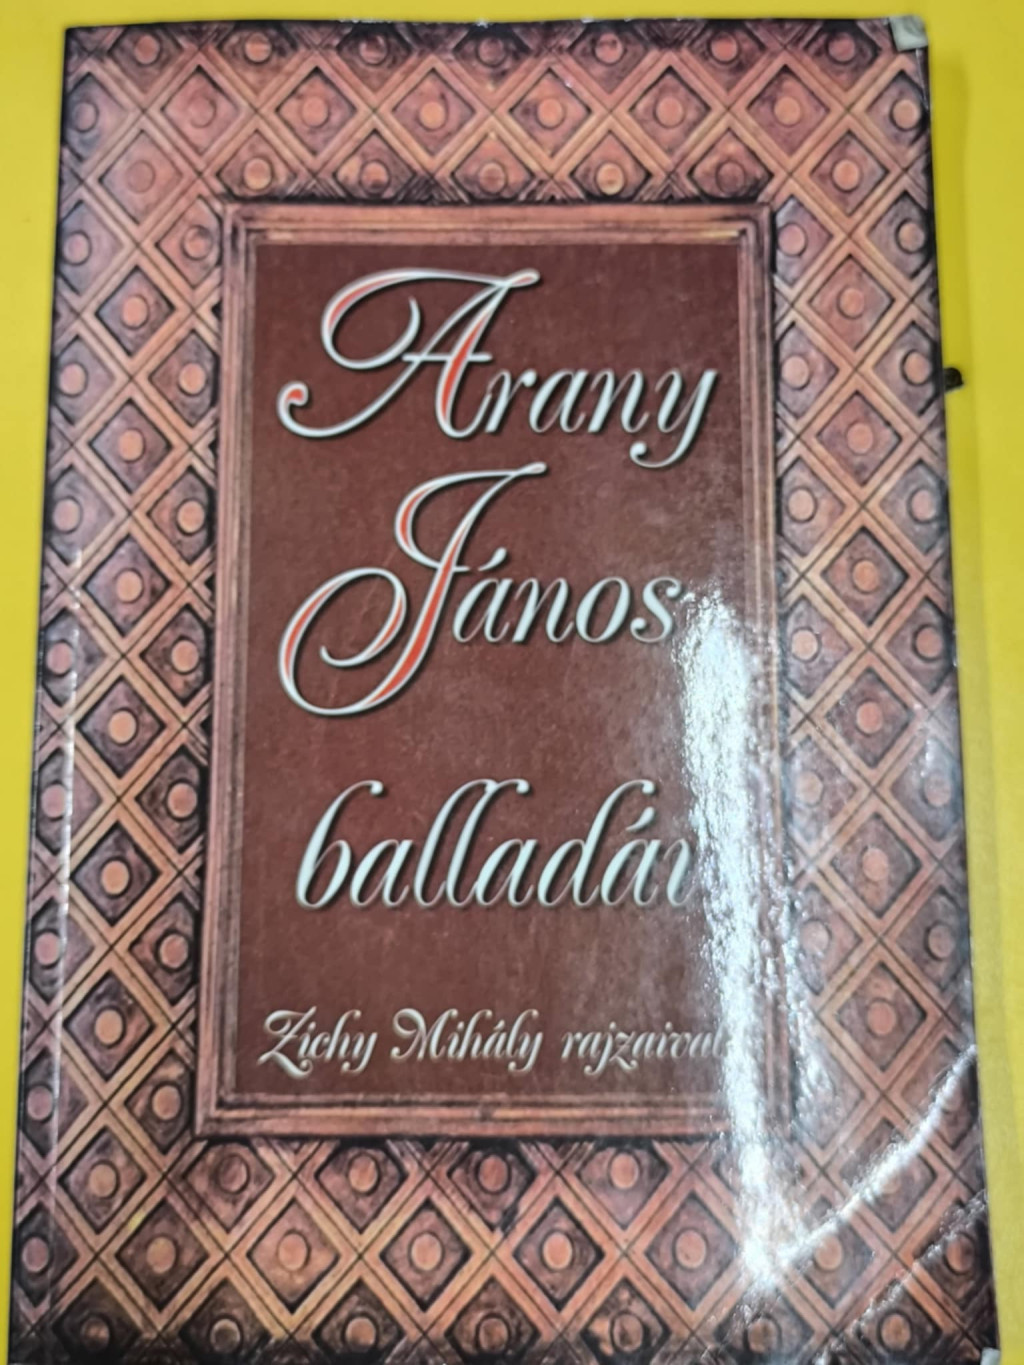 Arany
János
balladái
Zichy Mihály rajzaival